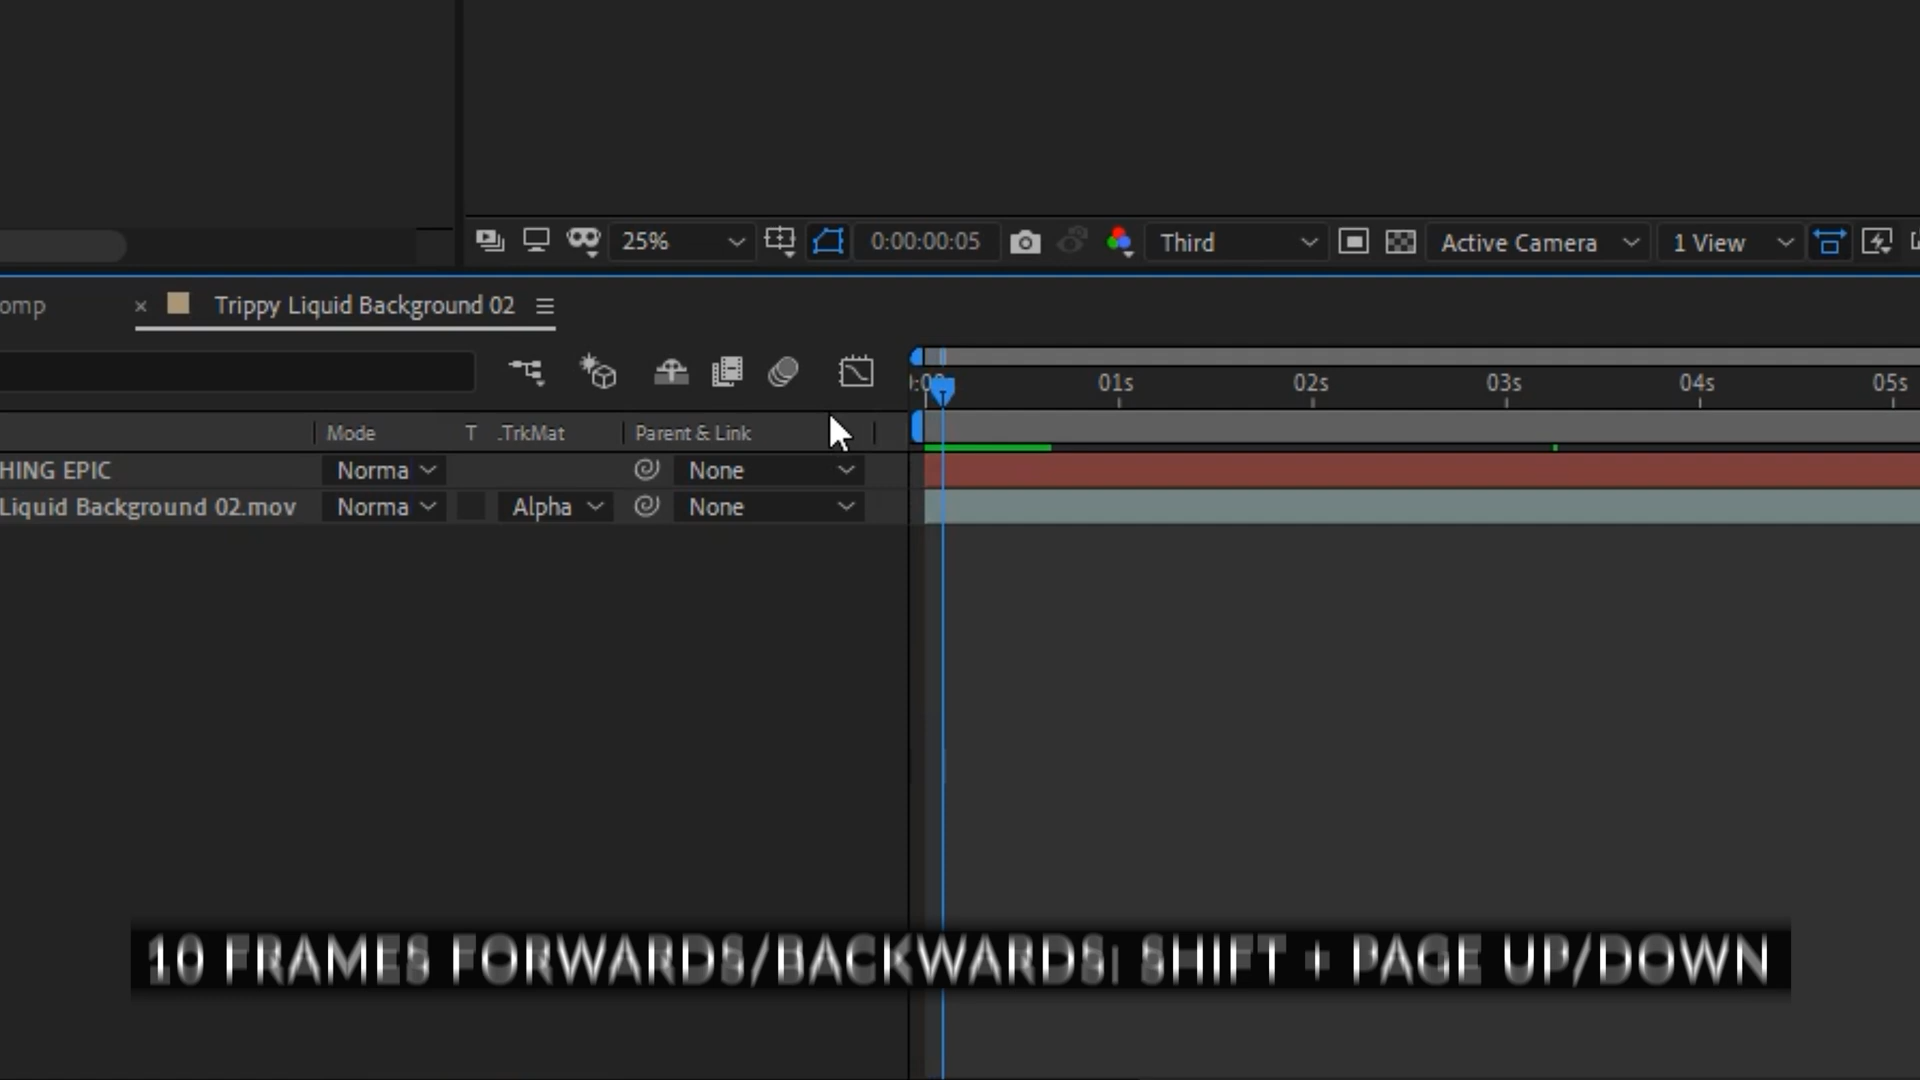 25%
0:00:00:05
Third
Active Camera
1 View
omp
× Trippy Liquid Background 02
01s 02s 03s 04s 05s
Mode T .TrkMat Parent & Link
HING EPIC Norma None
Liquid Background 02.mov Norma Alpha None
10 FRAMES FORWARDS/BACKWARDS: SHIFT + PAGE UP/DOWN